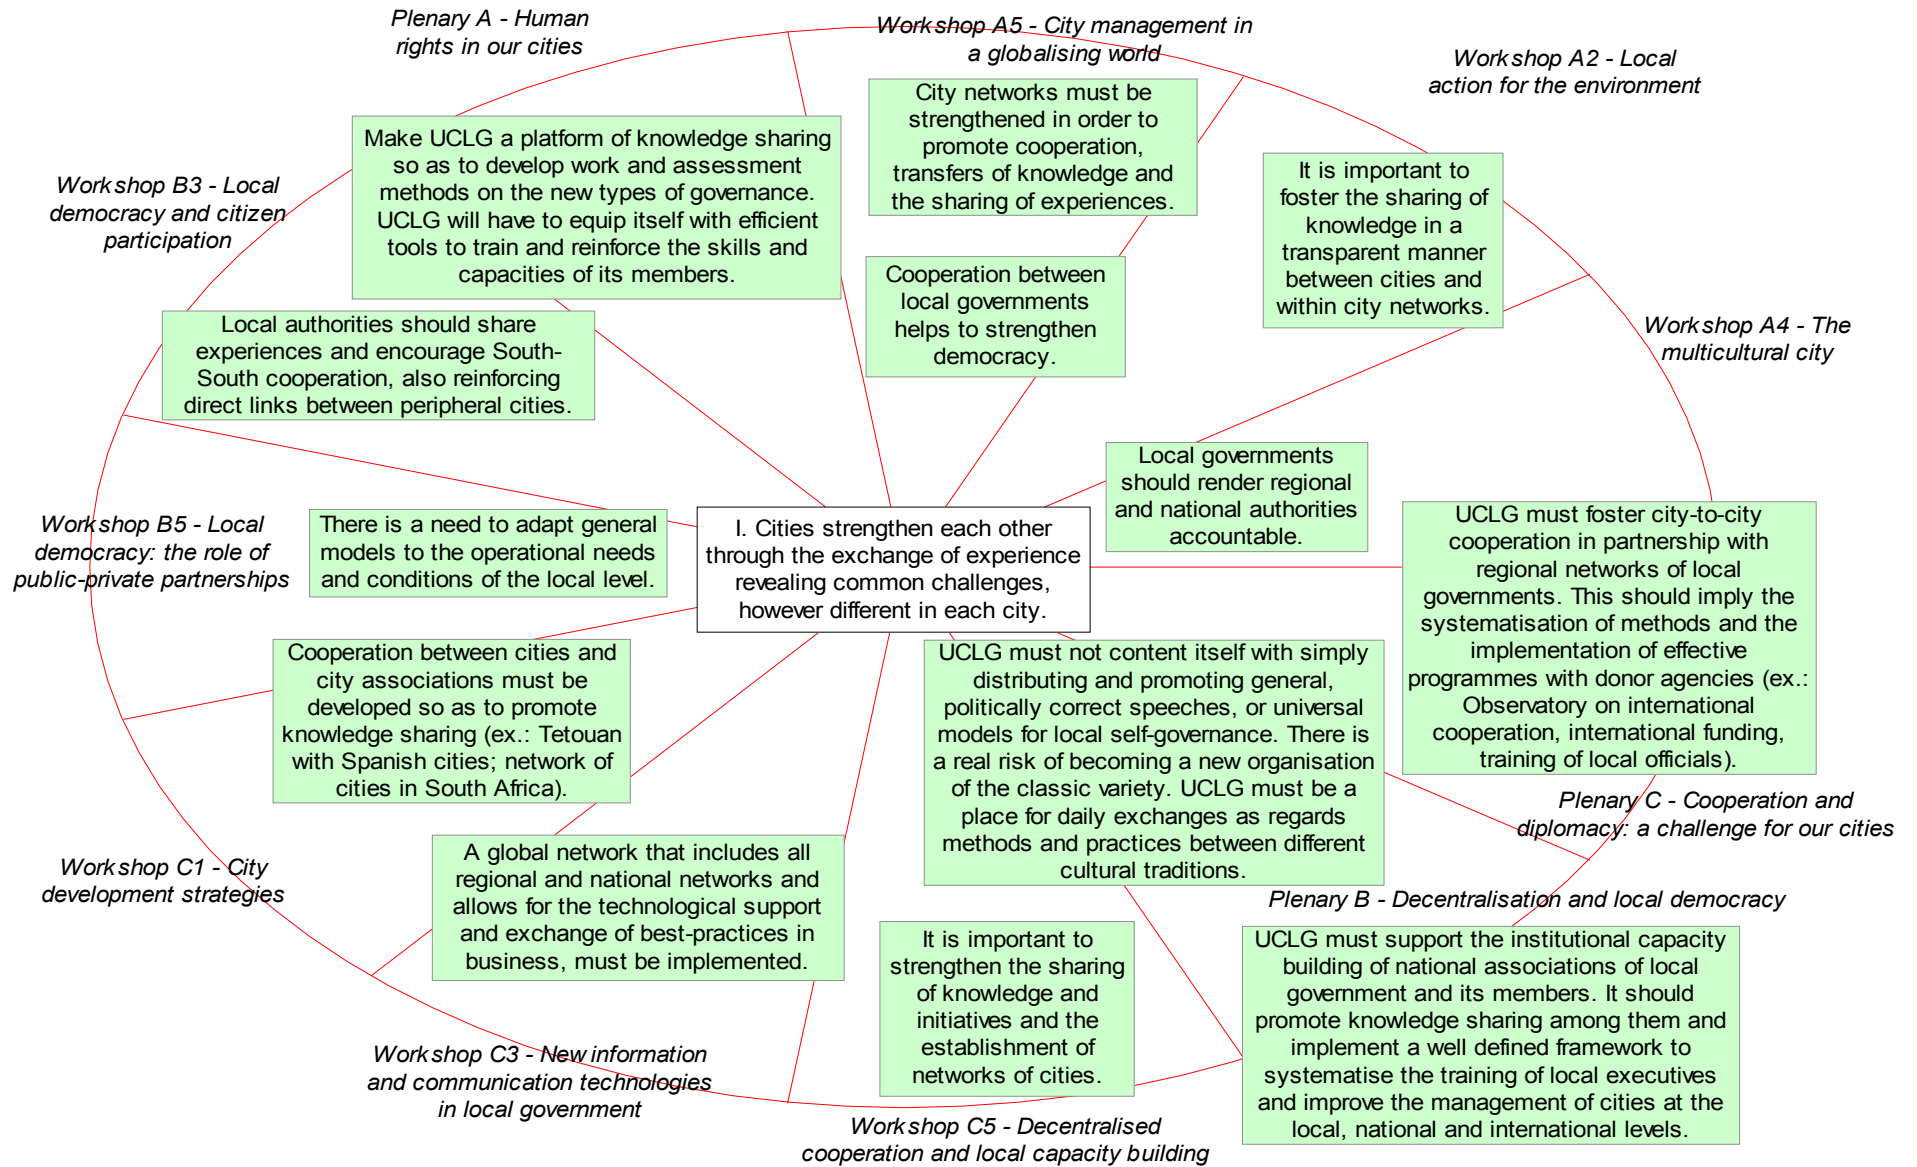 Plenary A - Human
rights in our cities
Workshop A5 - City management in
a globalising world
Workshop A2 - Local
action for the environment
City networks must be
strengthened in order to
promote cooperation,
transfers of knowledge and
the sharing of experiences.
Make UCLG a platform of knowledge sharing
so as to develop work and assessment
methods on the new types of governance.
UCLG will have to equip itself with efficient
tools to train and reinforce the skills and
capacities of its members.
It is important to
foster the sharing of
knowledge in a
transparent manner
between cities and
within city networks.
Workshop B3 - Local
democracy and citizen
participation
Cooperation between
local governments
helps to strengthen
democracy.
Local authorities should share
experiences and encourage South-
South cooperation, also reinforcing
direct links between peripheral cities.
Workshop A4 - The
multicultural city
Local governments
should render regional
and national authorities
accountable.
Workshop B5 - Local
democracy: the role of
public-private partnerships
There is a need to adapt general
models to the operational needs
and conditions of the local level.
I. Cities strengthen each other
through the exchange of experience
revealing common challenges,
however different in each city.
UCLG must foster city-to-city
cooperation in partnership with
regional networks of local
governments. This should imply the
systematisation of methods and the
implementation of effective
programmes with donor agencies (ex.:
Observatory on international
cooperation, international funding,
training of local officials).
Cooperation between cities and
city associations must be
developed so as to promote
knowledge sharing (ex.: Tetouan
with Spanish cities; network of
cities in South Africa).
UCLG must not content itself with simply
distributing and promoting general,
politically correct speeches, or universal
models for local self-governance. There is
a real risk of becoming a new organisation
of the classic variety. UCLG must be a
place for daily exchanges as regards
methods and practices between different
cultural traditions.
Plenary C - Cooperation and
diplomacy: a challenge for our cities
Workshop C1 - City
development strategies
A global network that includes all
regional and national networks and
allows for the technological support
and exchange of best-practices in
business, must be implemented.
Plenary B - Decentralisation and local democracy
It is important to
strengthen the sharing
of knowledge and
initiatives and the
establishment of
networks of cities.
UCLG must support the institutional capacity
building of national associations of local
government and its members. It should
promote knowledge sharing among them and
implement a well defined framework to
systematise the training of local executives
and improve the management of cities at the
local, national and international levels.
Workshop C3 - New information
and communication technologies
in local government
Workshop C5 - Decentralised
cooperation and local capacity building